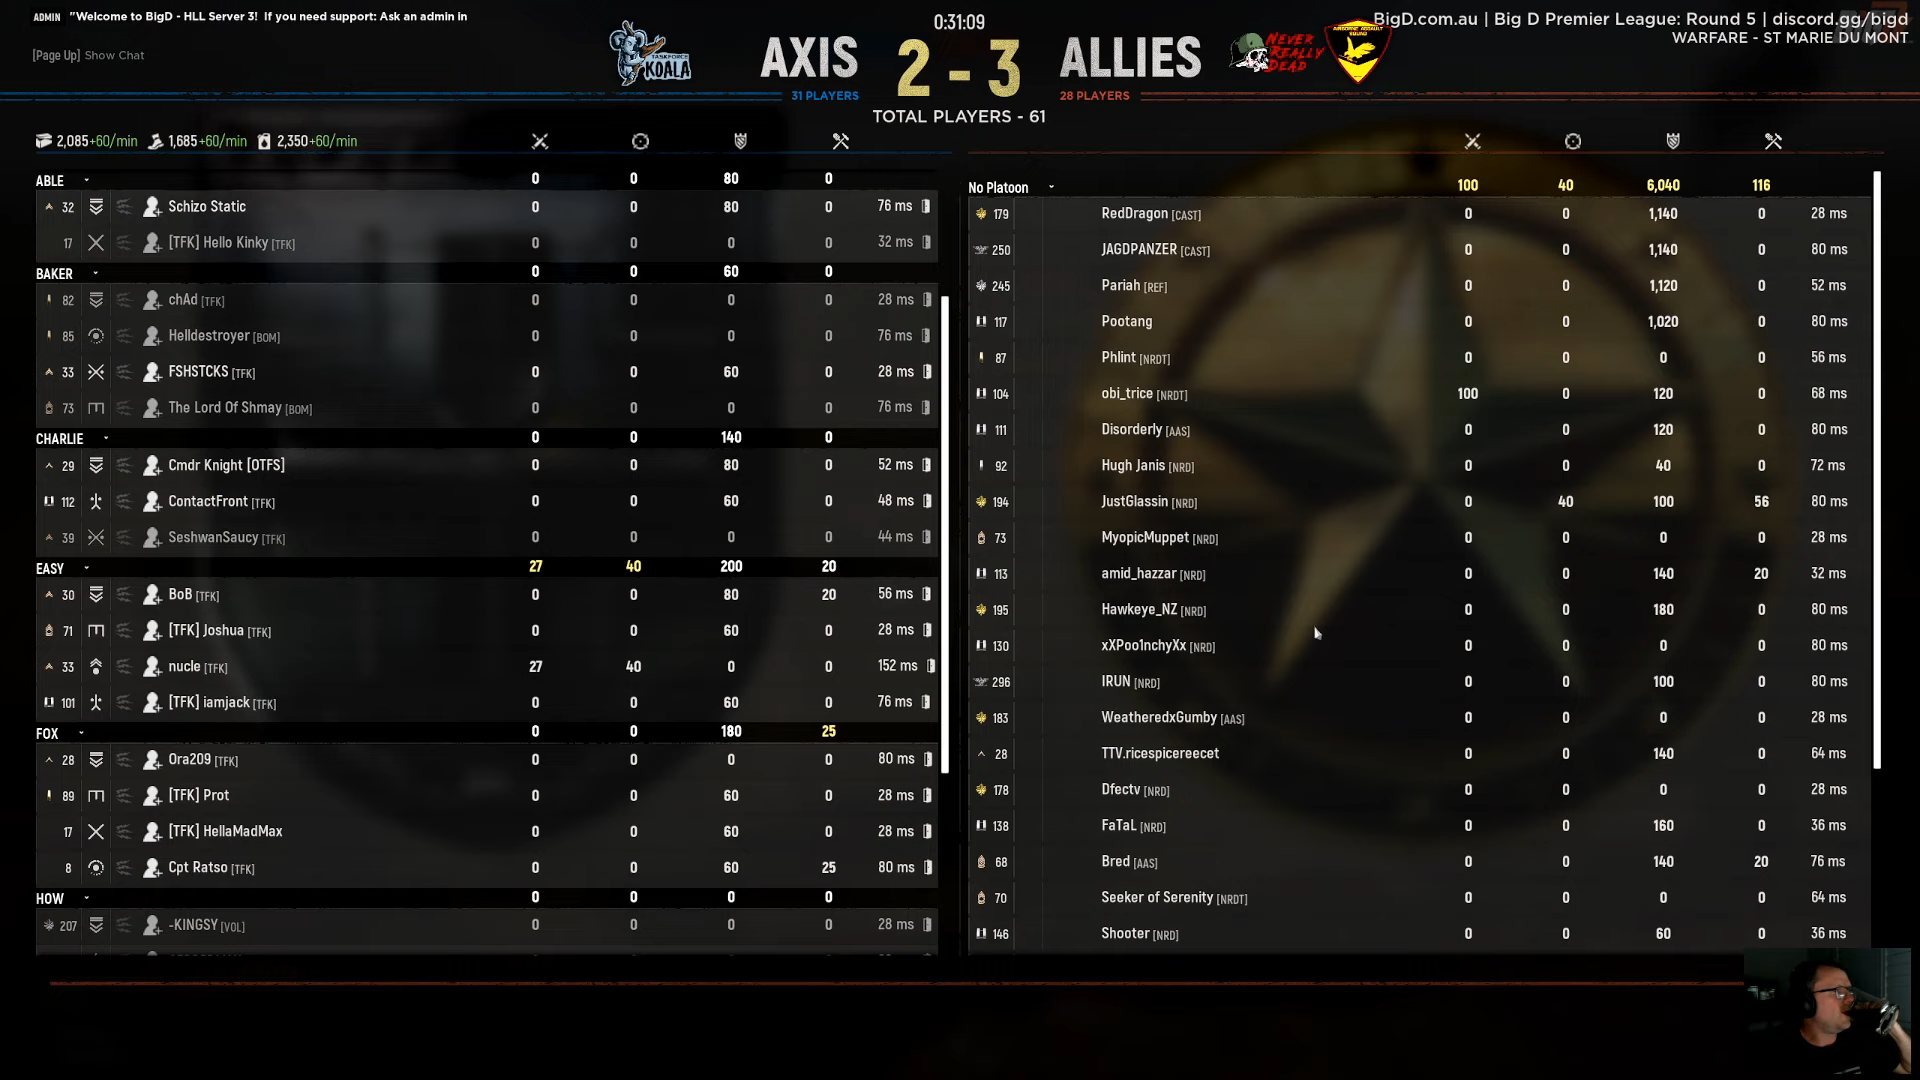 ADMIN "Welcome to BigD - HLL Server 3! If you need support: Ask an admin in
[Page Up] Show Chat
TASKFORCE KOALA
AXIS
31 PLAYERS
0:31:09
2 - 3
TOTAL PLAYERS - 61
ALLIES
28 PLAYERS
NEVER REALLY DEAD
AIRBORNE ASSAULT SQUAD
BigD.com.au | Big D Premier League: Round 5 | discord.gg/bigd
WARFARE - ST MARIE DU MONT
2,085+60/min 1,685+60/min 2,350+60/min
ABLE 0 0 80 0
32 Schizo Static 0 0 80 0 76 ms
17 [TFK] Hello Kinky [TFK] 0 0 0 0 32 ms
BAKER 0 0 60 0
82 chAd [TFK] 0 0 0 0 28 ms
85 Helldestroyer [BOM] 0 0 0 0 76 ms
33 FSHSTCKS [TFK] 0 0 60 0 28 ms
73 The Lord Of Shmay [BOM] 0 0 0 0 76 ms
CHARLIE 0 0 140 0
29 Cmdr Knight [OTFS] 0 0 80 0 52 ms
112 ContactFront [TFK] 0 0 60 0 48 ms
39 SeshwanSaucy [TFK] 0 0 0 0 44 ms
EASY 27 40 200 20
30 BoB [TFK] 0 0 80 20 56 ms
71 [TFK] Joshua [TFK] 0 0 60 0 28 ms
33 nucle [TFK] 27 40 0 0 152 ms
101 [TFK] iamjack [TFK] 0 0 60 0 76 ms
FOX 0 0 180 25
28 Ora209 [TFK] 0 0 0 0 80 ms
89 [TFK] Prot 0 0 60 0 28 ms
17 [TFK] HellaMadMax 0 0 60 0 28 ms
8 Cpt Ratso [TFK] 0 0 60 25 80 ms
HOW 0 0 0 0
207 -KINGSY [VOL] 0 0 0 0 28 ms
No Platoon 100 40 6,040 116
179 RedDragon [CAST] 0 0 1,140 0 28 ms
250 JAGDPANZER [CAST] 0 0 1,140 0 80 ms
245 Pariah [REF] 0 0 1,120 0 52 ms
117 Pootang 0 0 1,020 0 80 ms
87 Phlint [NRDT] 0 0 0 0 56 ms
104 obi_trice [NRDT] 100 0 120 0 68 ms
111 Disorderly [AAS] 0 0 120 0 80 ms
92 Hugh Janis [NRD] 0 0 40 0 72 ms
194 JustGlassin [NRD] 0 40 100 56 80 ms
73 MyopicMuppet [NRD] 0 0 0 0 28 ms
113 amid_hazzar [NRD] 0 0 140 20 32 ms
195 Hawkeye_NZ [NRD] 0 0 180 0 80 ms
130 xXPoo1nchyXx [NRD] 0 0 0 0 80 ms
296 IRUN [NRD] 0 0 100 0 80 ms
183 WeatheredxGumby [AAS] 0 0 0 0 28 ms
28 TTV.ricespicereecet 0 0 140 0 64 ms
178 Dfectv [NRD] 0 0 0 0 28 ms
138 FaTaL [NRD] 0 0 160 0 36 ms
68 Bred [AAS] 0 0 140 20 76 ms
70 Seeker of Serenity [NRDT] 0 0 0 0 64 ms
146 Shooter [NRD] 0 0 60 0 36 ms